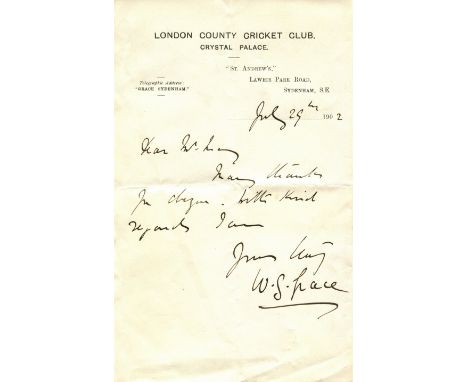 LONDON COUNTY CRICKET CLUB.
CRYSTAL PALACE.
"ST. ANDREW'S,"
LAWRIE PARK ROAD,
SYDENHAM, S.E.
Telegraphic Address:
"GRACE SYDENHAM."
July 29th 1902
Dear Mr
Many thanks
for cheque. With kind
regards I am
Yours truly
W. G. Grace